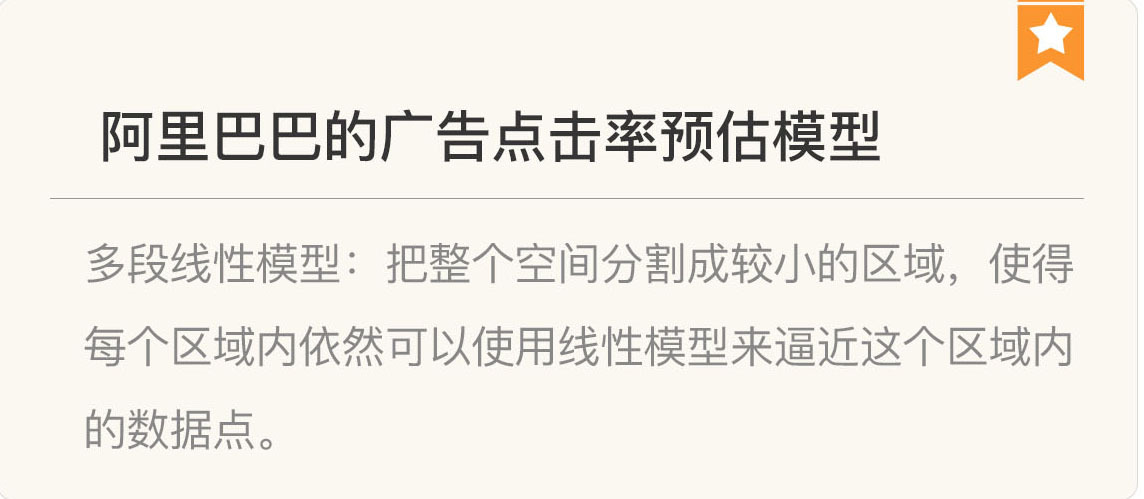 阿里巴巴的广告点击率预估模型
多段线性模型：把整个空间分割成较小的区域，使得
每个区域内依然可以使用线性模型来逼近这个区域内
的数据点。